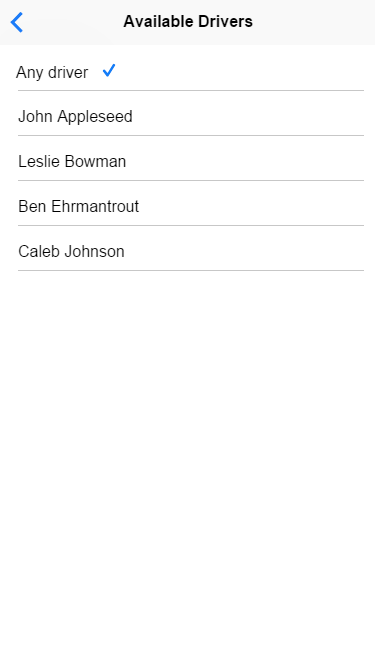 Available Drivers
Any driver
John Appleseed
Leslie Bowman
Ben Ehrmantrout
Caleb Johnson